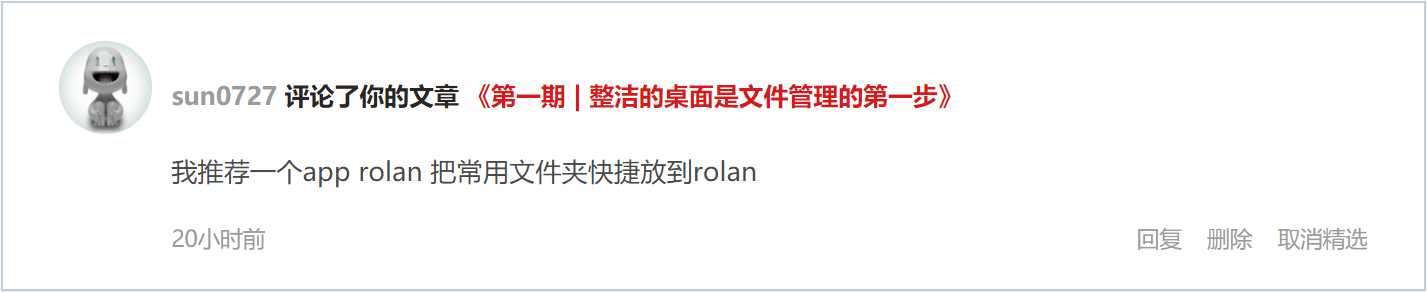 sun0727 评论了你的文章 《第一期 | 整洁的桌面是文件管理的第一步》
我推荐一个app rolan 把常用文件夹快捷放到rolan
20小时前 回复 删除 取消精选